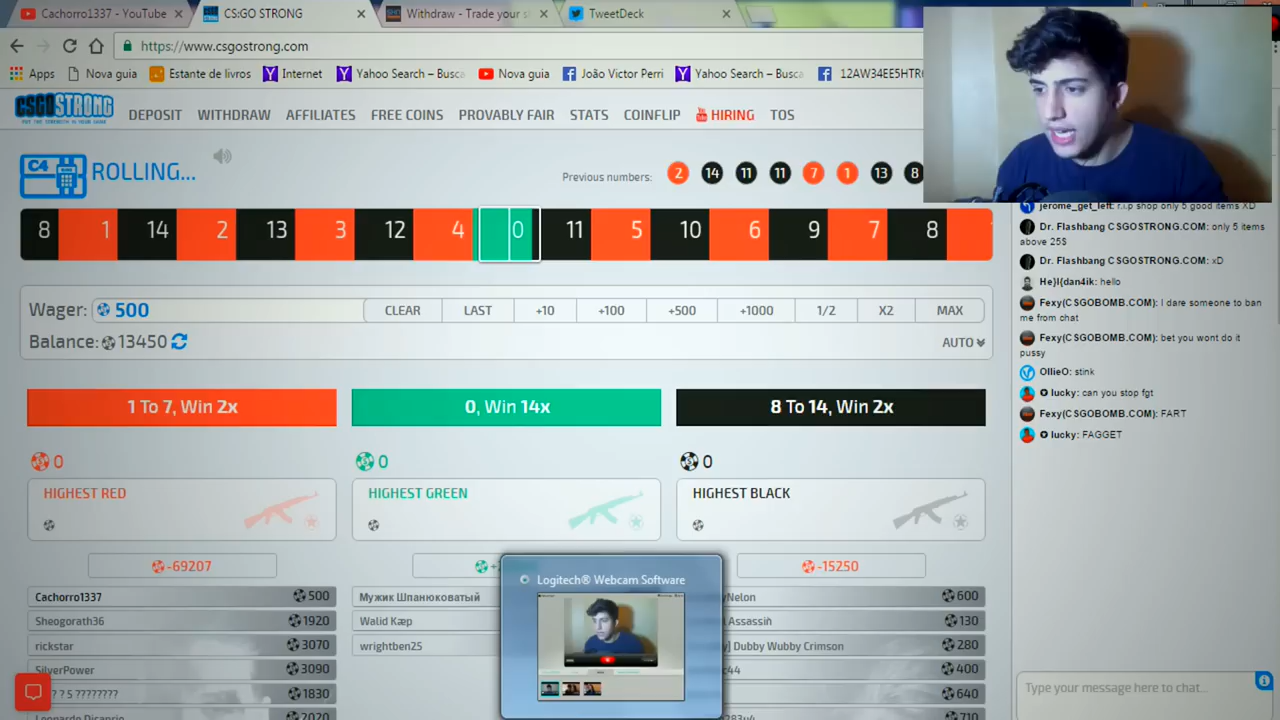 Cachorro1337 - YouTube
CS:GO STRONG
Withdraw - Trade your s
TweetDeck
https://www.csgostrong.com
Apps
Nova guia
Estante de livros
Internet
Yahoo Search – Busca
Nova guia
João Victor Perri
Yahoo Search – Busca
12AW34EE5HTR
CSGOSTRONG
DEPOSIT
WITHDRAW
AFFILIATES
FREE COINS
PROVABLY FAIR
STATS
COINFLIP
HIRING
TOS
C4
ROLLING...
Previous numbers:
2 14 11 11 7 1 13 8
8 1 14 2 13 3 12 4 0 11 5 10 6 9 7 8
Wager: 500
CLEAR LAST +10 +100 +500 +1000 1/2 X2 MAX
Balance: 13450
AUTO
1 To 7, Win 2x
0, Win 14x
8 To 14, Win 2x
0
0
0
HIGHEST RED
HIGHEST GREEN
HIGHEST BLACK
-69207
-15250
Cachorro1337 500
Sheogorath36 1920
rickstar 3070
SilverPower 3090
? ? S ???????? 1830
Leonardo Dicaprio 2020
Мужик Шпанюковатый
Walid Kæp
wrightben25
Logitech® Webcam Software
Nelon 600
Assassiń 130
Dubby Wubby Crimson 280
400
640
710
jerome_get_left: r.i.p shop only 5 good items XD
Dr. Flashbang CSGOSTRONG.COM: only 5 items
above 25$
Dr. Flashbang CSGOSTRONG.COM: xD
He)I{dan4ik: hello
Fexy(CSGOBOMB.COM): I dare someone to ban
me from chat
Fexy(CSGOBOMB.COM): bet you wont do it
pussy
OllieO: stink
lucky: can you stop fgt
Fexy(CSGOBOMB.COM): FART
lucky: FAGGET
Type your message here to chat...